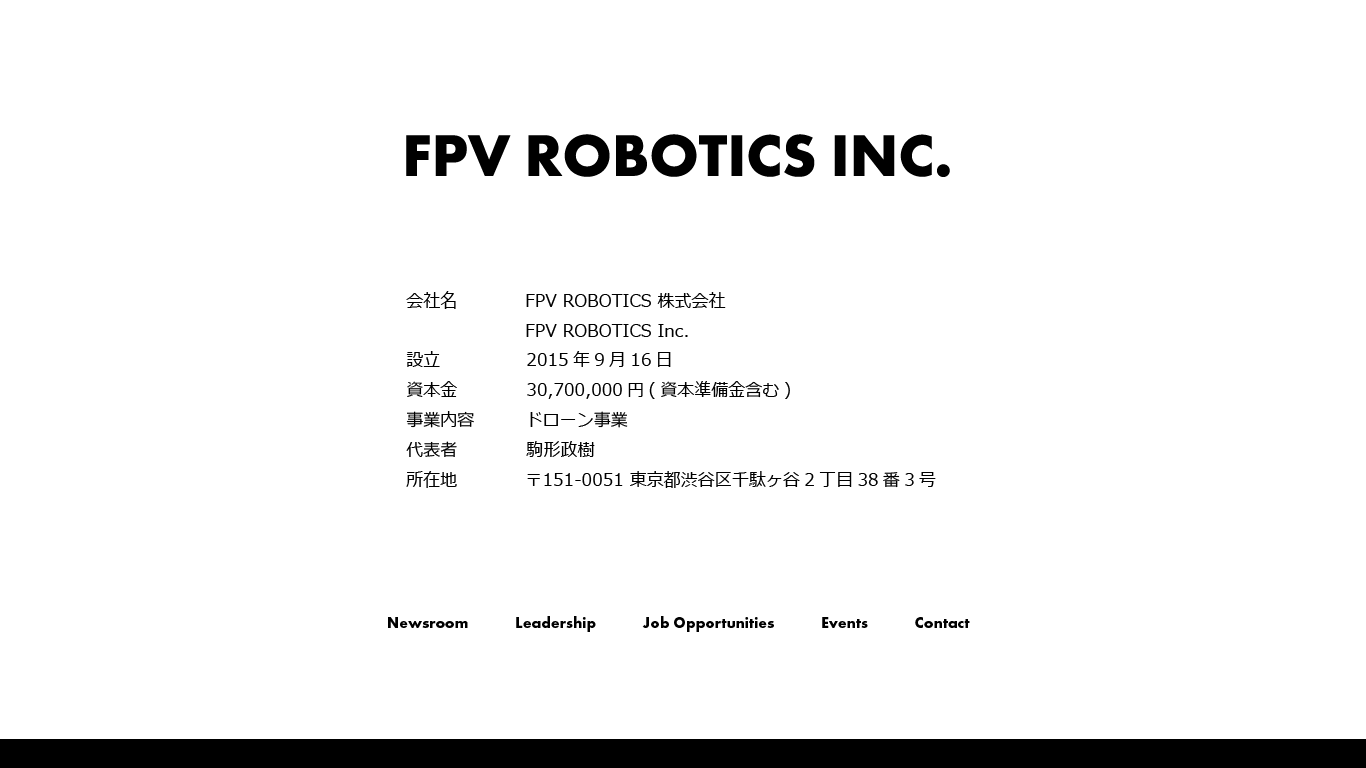 FPV ROBOTICS INC.
会社名 FPV ROBOTICS 株式会社
FPV ROBOTICS Inc.
設立 2015 年 9 月 16 日
資本金 30,700,000 円 ( 資本準備金含む )
事業内容 ドローン事業
代表者 駒形政樹
所在地 〒151-0051 東京都渋谷区千駄ヶ谷 2 丁目 38 番 3 号
Newsroom Leadership Job Opportunities Events Contact